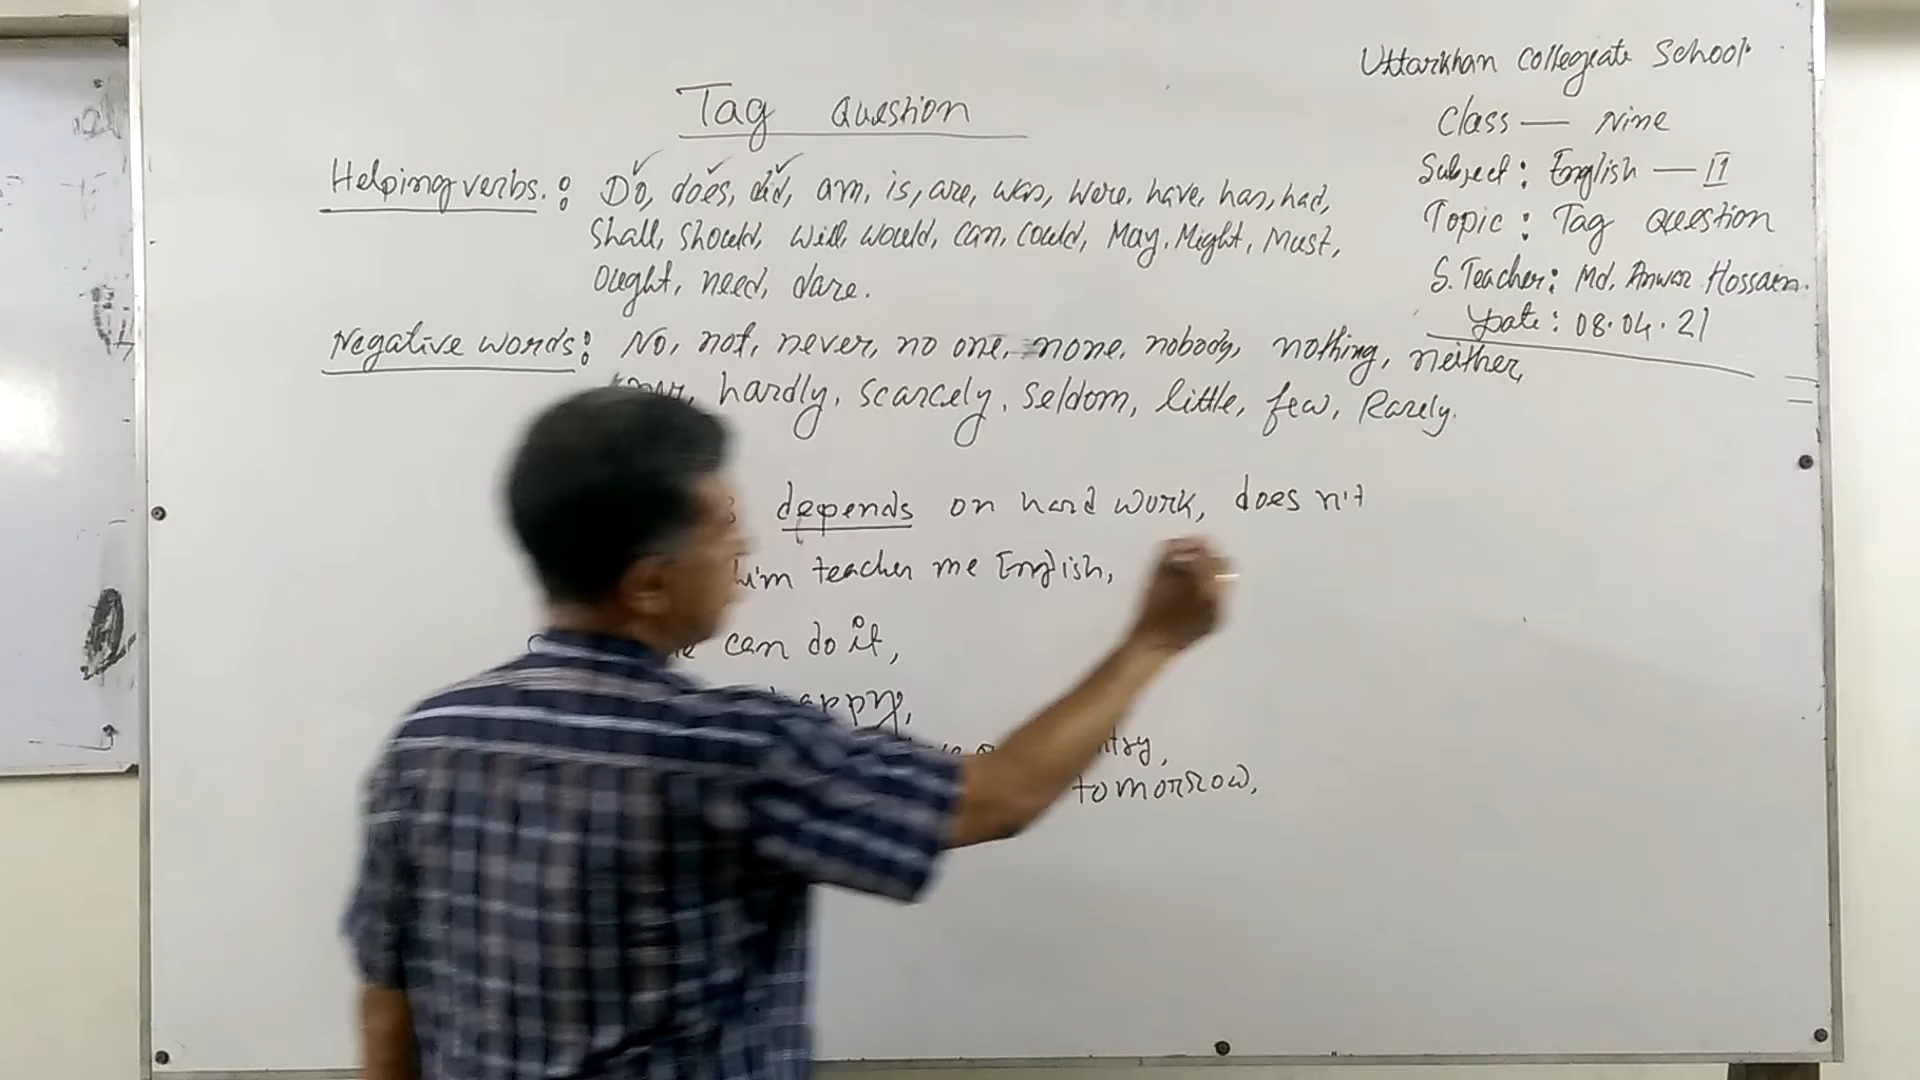 Uttarkhan Collegiate School
Class — Nine
Subject: English — II
Topic: Tag Question
S. Teacher: Md. Anwar Hossain.
Date: 08.04.21
Tag Question
Helping verbs.: Do, does, did, am, is, are, was, were, have, has, had,
Shall, should, will, would, can, could, May, Might, Must,
Ought, need, dare.
Negative words: No, not, never, no one, none, nobody, nothing, neither,
hardly, scarcely, seldom, little, few, Rarely.
depends on hard work, does n't
him teacher me English,
can do it,
happy,
tomorrow,